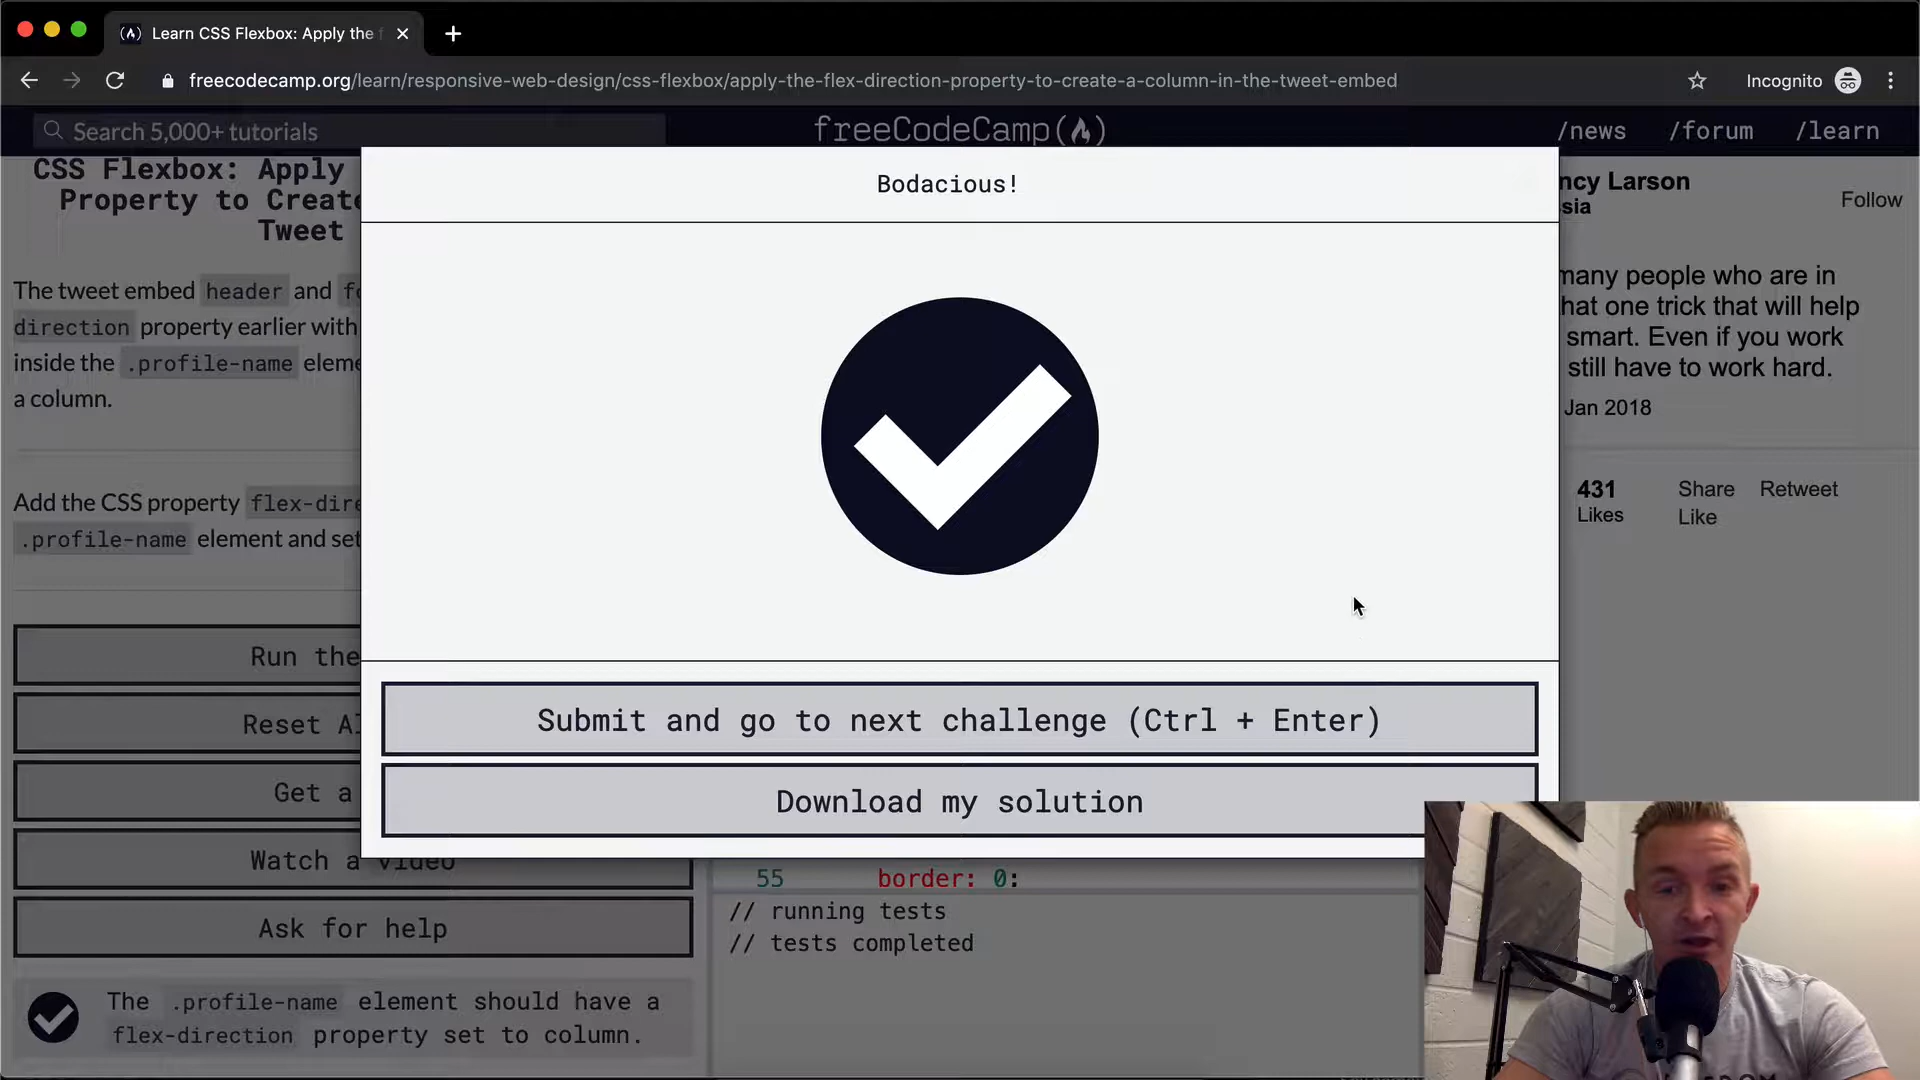 Learn CSS Flexbox: Apply the
freecodecamp.org/learn/responsive-web-design/css-flexbox/apply-the-flex-direction-property-to-create-a-column-in-the-tweet-embed
Incognito
Search 5,000+ tutorials
freeCodeCamp
/news /forum /learn
CSS Flexbox: Apply
Property to Create
Tweet
The tweet embed header and
direction property earlier with
inside the .profile-name
a column.
Add the CSS property
.profile-name element and set
Run the
Reset
Get a
Watch a video
Ask for help
The .profile-name element should have a
flex-direction property set to column.
Bodacious!
Submit and go to next challenge (Ctrl + Enter)
Download my solution
55 border: 0:
// running tests
// tests completed
Larson
Follow
many people who are in
that one trick that will help
smart. Even if you work
still have to work hard.
Jan 2018
431
Likes
Share Retweet
Like